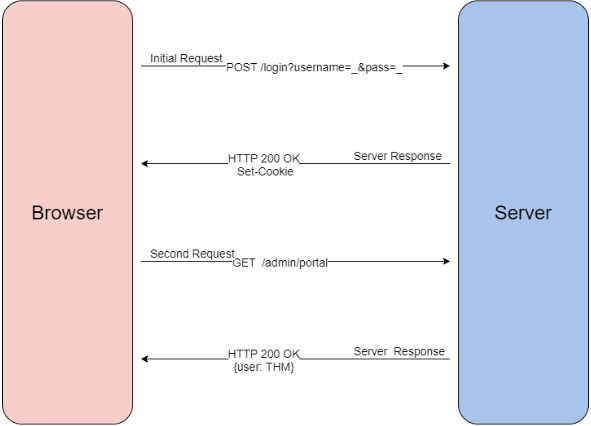 Initial Request
POST /login?username=_&pass=_
HTTP 200 OK
Set-Cookie
Server Response
Browser
Server
Second Request
GET /admin/portal
HTTP 200 OK
{user: THM}
Server Response